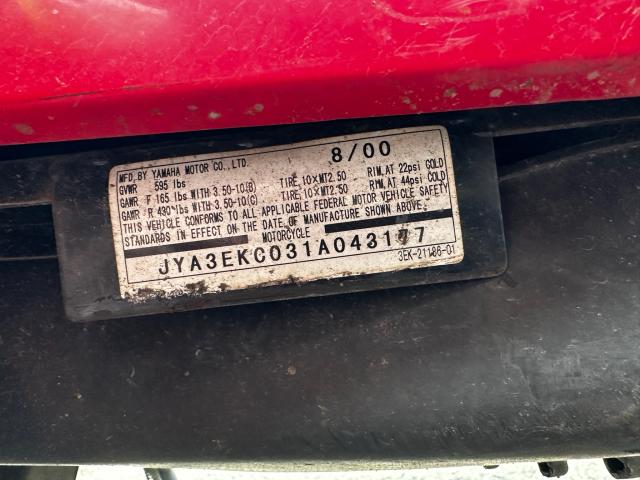 MFD. BY YAMAHA MOTOR CO., LTD. 8/00
GVWR 595 lbs
GAWR F 165 lbs WITH 3.50-10(B) TIRE, 10×MT2.50 RIM, AT 22psi COLD
GAWR R 430 lbs WITH 3.50-10(C) TIRE, 10×MT2.50 RIM, AT 44psi COLD
THIS VEHICLE CONFORMS TO ALL APPLICABLE FEDERAL MOTOR VEHICLE SAFETY
STANDARDS IN EFFECT ON THE DATE OF MANUFACTURE SHOWN ABOVE.
MOTORCYCLE
JYA3EKC031A043177
3EK-21186-01